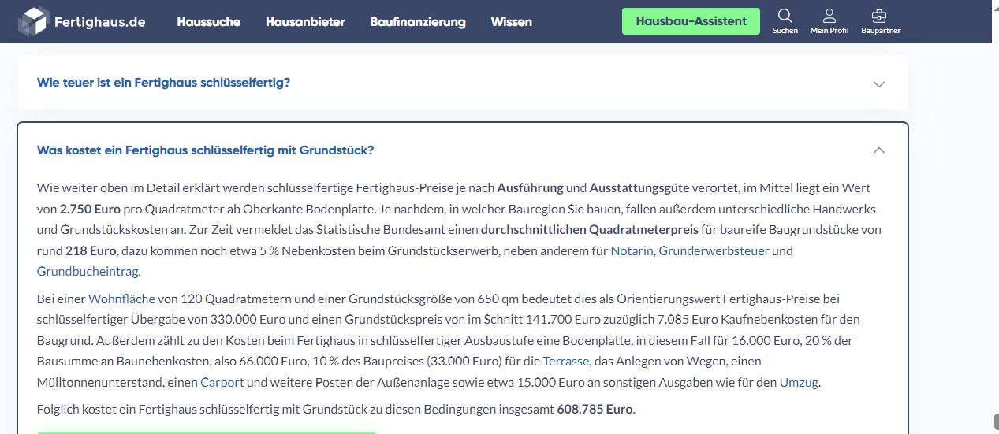 Fertighaus.de
Haussuche
Hausanbieter
Baufinanzierung
Wissen
Hausbau-Assistent
Suchen
Mein Profil
Baupartner
Wie teuer ist ein Fertighaus schlüsselfertig?
Was kostet ein Fertighaus schlüsselfertig mit Grundstück?
Wie weiter oben im Detail erklärt werden schlüsselfertige Fertighaus-Preise je nach Ausführung und Ausstattungsgüte verortet, im Mittel liegt ein Wert
von 2.750 Euro pro Quadratmeter ab Oberkante Bodenplatte. Je nachdem, in welcher Bauregion Sie bauen, fallen außerdem unterschiedliche Handwerks-
und Grundstückskosten an. Zur Zeit vermeldet das Statistische Bundesamt einen durchschnittlichen Quadratmeterpreis für baureife Baugrundstücke von
rund 218 Euro, dazu kommen noch etwa 5 % Nebenkosten beim Grundstückserwerb, neben anderem für Notarin, Grunderwerbsteuer und
Grundbucheintrag.
Bei einer Wohnfläche von 120 Quadratmetern und einer Grundstücksgröße von 650 qm bedeutet dies als Orientierungswert Fertighaus-Preise bei
schlüsselfertiger Übergabe von 330.000 Euro und einen Grundstückspreis von im Schnitt 141.700 Euro zuzüglich 7.085 Euro Kaufnebenkosten für den
Baugrund. Außerdem zählt zu den Kosten beim Fertighaus in schlüsselfertiger Ausbaustufe eine Bodenplatte, in diesem Fall für 16.000 Euro, 20 % der
Bausumme an Baunebenkosten, also 66.000 Euro, 10 % des Baupreises (33.000 Euro) für die Terrasse, das Anlegen von Wegen, einen
Mülltonnenunterstand, einen Carport und weitere Posten der Außenanlage sowie etwa 15.000 Euro an sonstigen Ausgaben wie für den Umzug.
Folglich kostet ein Fertighaus schlüsselfertig mit Grundstück zu diesen Bedingungen insgesamt 608.785 Euro.